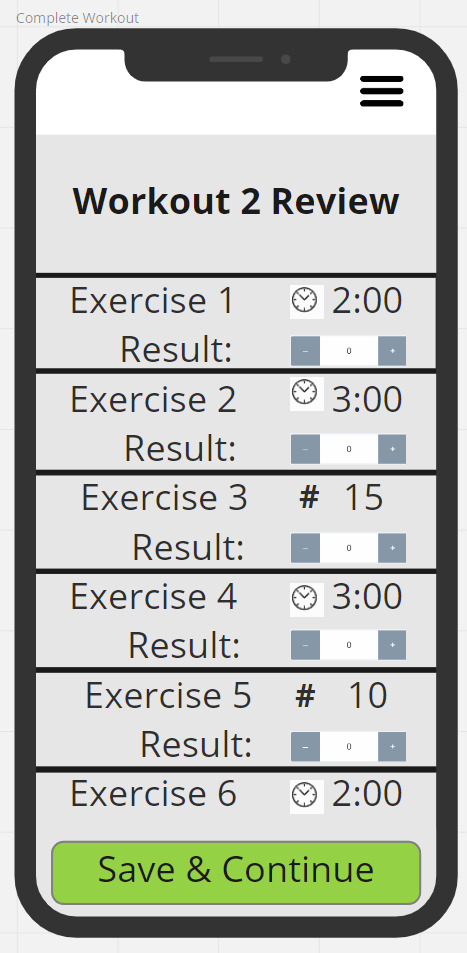 Complete Workout
Workout 2 Review
Exercise 1 2:00
Result: – 0 +
Exercise 2 3:00
Result: – 0 +
Exercise 3 # 15
Result: – 0 +
Exercise 4 3:00
Result: – 0 +
Exercise 5 # 10
Result: – 0 +
Exercise 6 2:00
Save & Continue